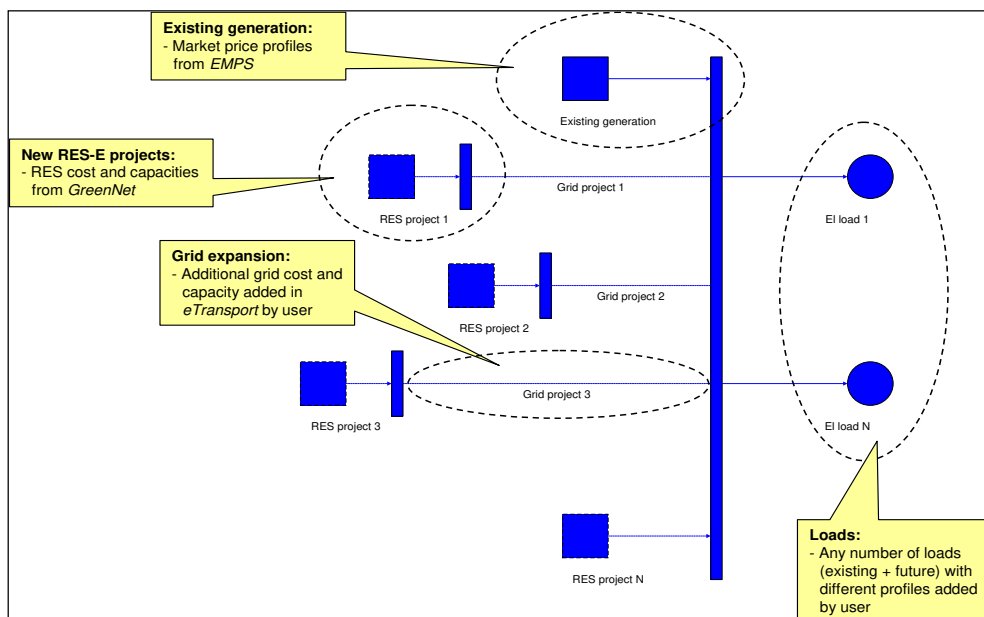 Existing generation:
- Market price profiles
from EMPS
Existing generation
New RES-E projects:
- RES cost and capacities
from GreenNet
RES project 1
Grid project 1
El load 1
Grid expansion:
- Additional grid cost and
capacity added in
eTransport by user
RES project 2
Grid project 2
RES project 3
Grid project 3
El load N
RES project N
Loads:
- Any number of loads
(existing + future) with
different profiles added
by user